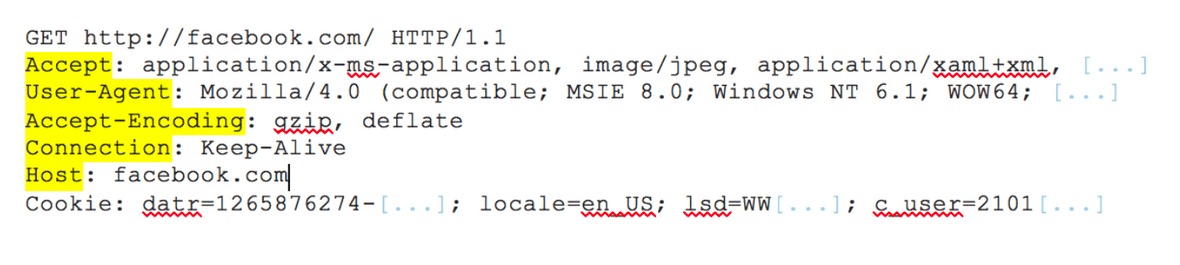 GET http://facebook.com/ HTTP/1.1
Accept: application/x-ms-application, image/jpeg, application/xaml+xml, [...]
User-Agent: Mozilla/4.0 (compatible; MSIE 8.0; Windows NT 6.1; WOW64; [...]
Accept-Encoding: gzip, deflate
Connection: Keep-Alive
Host: facebook.com
Cookie: datr=1265876274-[...]; locale=en_US; lsd=WW[...]; c_user=2101[...]